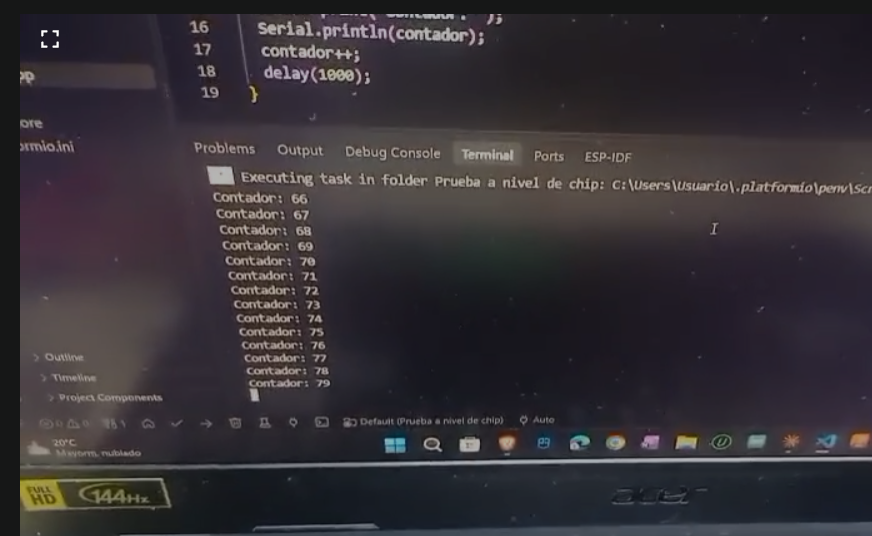 16 Serial.println(contador);
17 contador++;
18 delay(1000);
19 }
ormio.ini
Problems Output Debug Console Terminal Ports ESP-IDF
Executing task in folder Prueba a nivel de chip: C:\Users\Usuario\.platformio\penv\Scr
Contador: 66
Contador: 67
Contador: 68
Contador: 69
Contador: 70
Contador: 71
Contador: 72
Contador: 73
Contador: 74
Contador: 75
Contador: 76
Contador: 77
Contador: 78
Contador: 79
Outline
Timeline
Project Components
Default (Prueba a nivel de chip) Auto
20°C
nublado
FULL HD 144Hz
acer